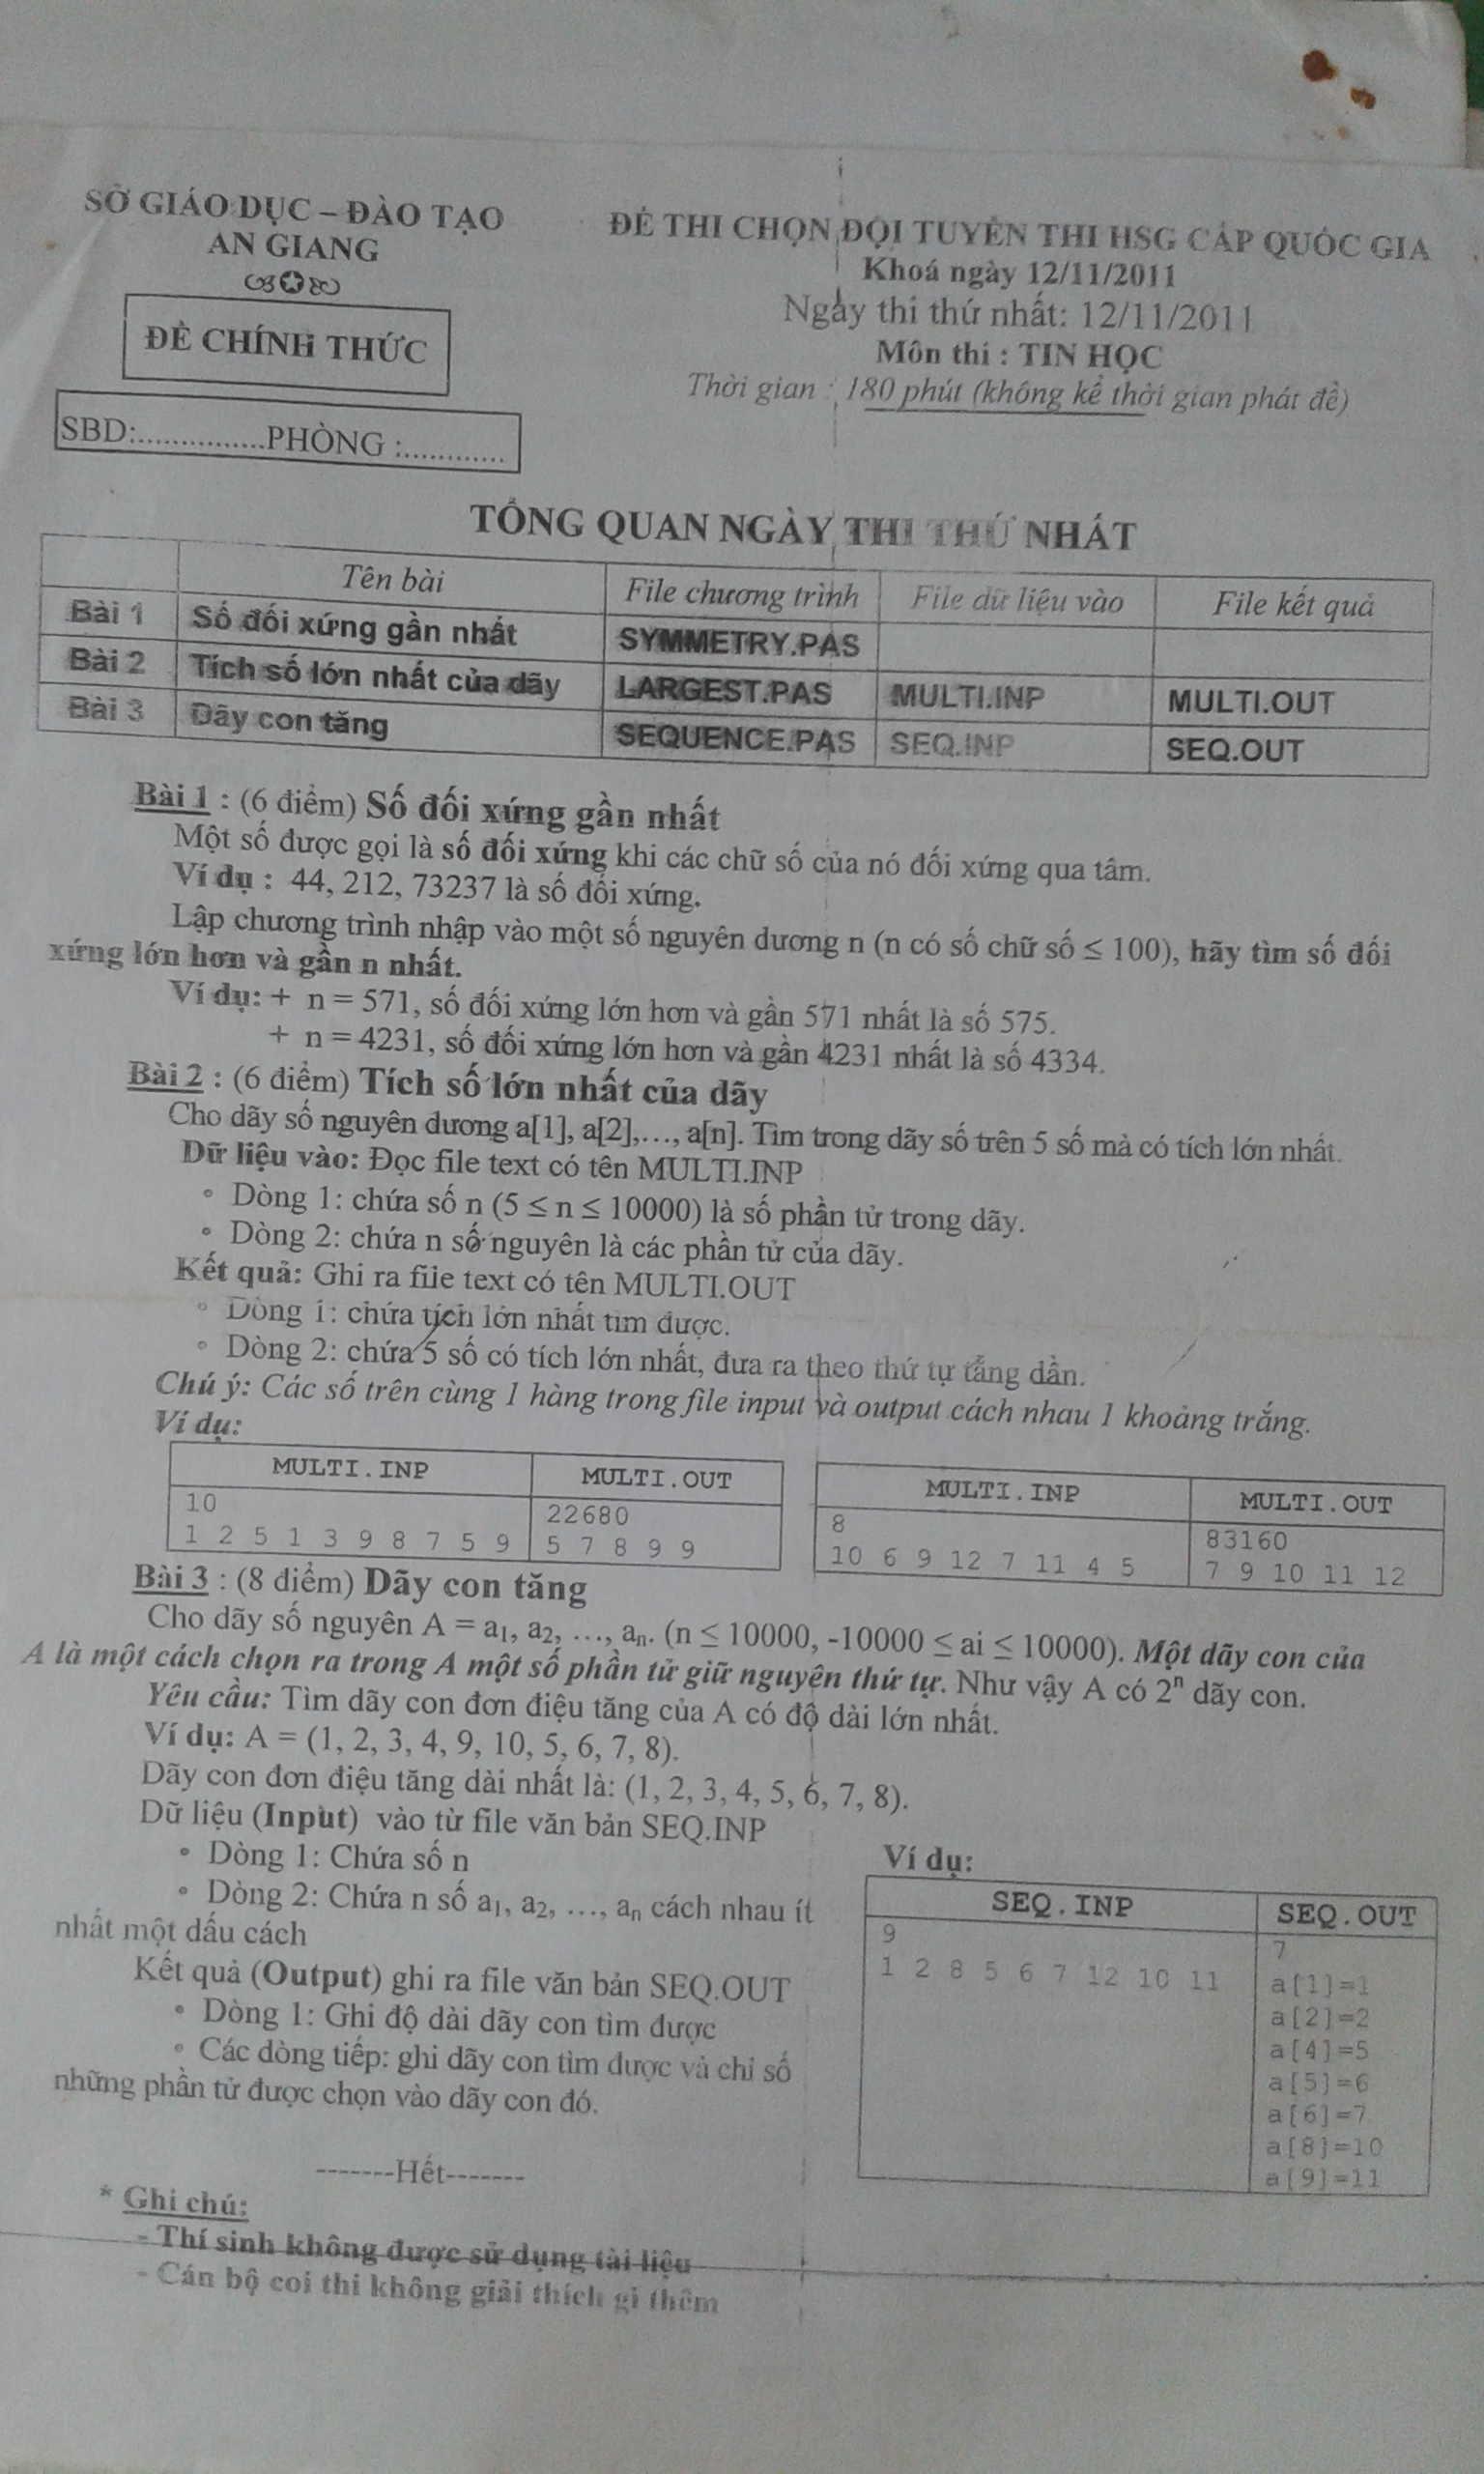 SỞ GIÁO DỤC – ĐÀO TẠO
AN GIANG
ĐỀ CHÍNH THỨC
SBD:...............PHÒNG :.............
ĐỀ THI CHỌN ĐỘI TUYỂN THI HSG CẤP QUỐC GIA
Khoá ngày 12/11/2011
Ngày thi thứ nhất: 12/11/2011
Môn thi : TIN HỌC
Thời gian : 180 phút (không kể thời gian phát đề)
TỔNG QUAN NGÀY THI THỨ NHẤT
Tên bài File chương trình File dữ liệu vào File kết quả
Bài 1 Số đối xứng gần nhất SYMMETRY.PAS
Bài 2 Tích số lớn nhất của dãy LARGEST.PAS MULTI.INP MULTI.OUT
Bài 3 Dãy con tăng SEQUENCE.PAS SEQ.INP SEQ.OUT
Bài 1 : (6 điểm) Số đối xứng gần nhất
Một số được gọi là số đối xứng khi các chữ số của nó đối xứng qua tâm.
Ví dụ : 44, 212, 73237 là số đối xứng.
Lập chương trình nhập vào một số nguyên dương n (n có số chữ số ≤ 100), hãy tìm số đối
xứng lớn hơn và gần n nhất.
Ví dụ: + n = 571, số đối xứng lớn hơn và gần 571 nhất là số 575.
+ n = 4231, số đối xứng lớn hơn và gần 4231 nhất là số 4334.
Bài 2 : (6 điểm) Tích số lớn nhất của dãy
Cho dãy số nguyên dương a[1], a[2],…, a[n]. Tìm trong dãy số trên 5 số mà có tích lớn nhất.
Dữ liệu vào: Đọc file text có tên MULTI.INP
• Dòng 1: chứa số n (5 ≤ n ≤ 10000) là số phần tử trong dãy.
• Dòng 2: chứa n số nguyên là các phần tử của dãy.
Kết quả: Ghi ra file text có tên MULTI.OUT
• Dòng 1: chứa tích lớn nhất tìm được.
• Dòng 2: chứa 5 số có tích lớn nhất, đưa ra theo thứ tự tăng dần.
Chú ý: Các số trên cùng 1 hàng trong file input và output cách nhau 1 khoảng trắng.
Ví dụ:
MULTI.INP MULTI.OUT
10 22680
1 2 5 1 3 9 8 7 5 9 5 7 8 9 9
MULTI.INP MULTI.OUT
8 83160
10 6 9 12 7 11 4 5 7 9 10 11 12
Bài 3 : (8 điểm) Dãy con tăng
Cho dãy số nguyên A = a₁, a₂, …, aₙ. (n ≤ 10000, -10000 ≤ ai ≤ 10000). Một dãy con của
A là một cách chọn ra trong A một số phần tử giữ nguyên thứ tự. Như vậy A có 2ⁿ dãy con.
Yêu cầu: Tìm dãy con đơn điệu tăng của A có độ dài lớn nhất.
Ví dụ: A = (1, 2, 3, 4, 9, 10, 5, 6, 7, 8).
Dãy con đơn điệu tăng dài nhất là: (1, 2, 3, 4, 5, 6, 7, 8).
Dữ liệu (Input) vào từ file văn bản SEQ.INP
• Dòng 1: Chứa số n
• Dòng 2: Chứa n số a₁, a₂, …, aₙ cách nhau ít
nhất một dấu cách
Kết quả (Output) ghi ra file văn bản SEQ.OUT
• Dòng 1: Ghi độ dài dãy con tìm được
• Các dòng tiếp: ghi dãy con tìm được và chỉ số
những phần tử được chọn vào dãy con đó.
Ví dụ:
SEQ.INP SEQ.OUT
9 7
1 2 8 5 6 7 12 10 11 a[1]=1
a[2]=2
a[4]=5
a[5]=6
a[6]=7
a[8]=10
a[9]=11
-------Hết-------
* Ghi chú:
- Thí sinh không được sử dụng tài liệu
- Cán bộ coi thi không giải thích gì thêm